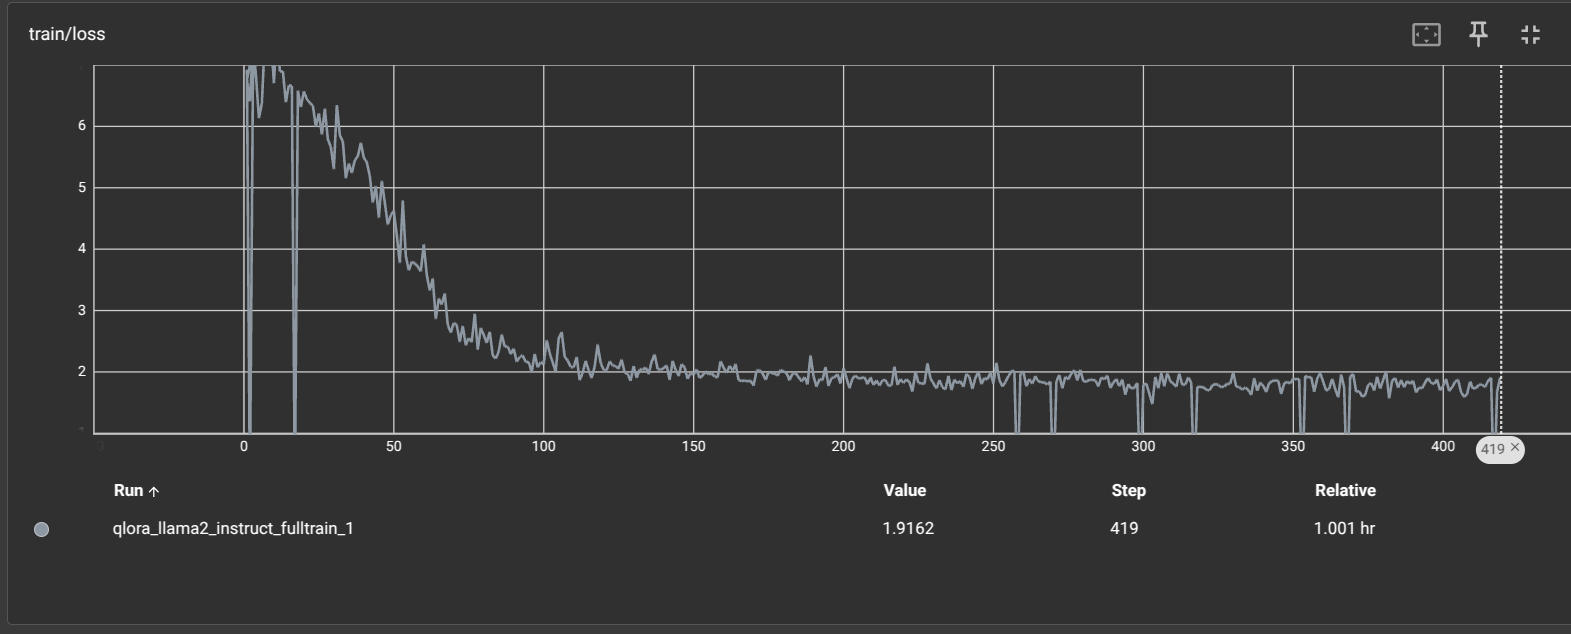 train/loss
6
5
4
3
2
0 50 100 150 200 250 300 350 400
419 ×
Run ↑ Value Step Relative
qlora_llama2_instruct_fulltrain_1 1.9162 419 1.001 hr